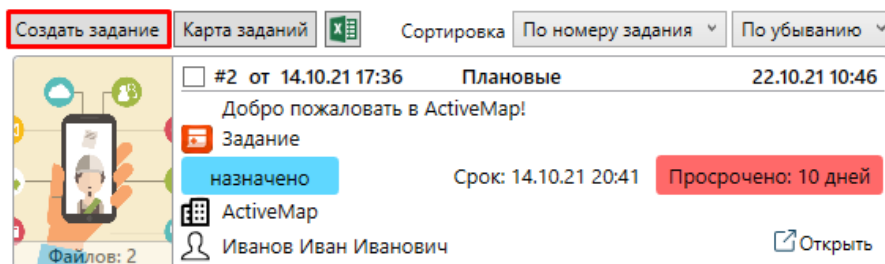 Создать задание Карта заданий Сортировка По номеру задания По убыванию
#2 от 14.10.21 17:36 Плановые 22.10.21 10:46
Добро пожаловать в ActiveMap!
Задание
назначено Срок: 14.10.21 20:41 Просрочено: 10 дней
ActiveMap
Иванов Иван Иванович Открыть
Файлов: 2